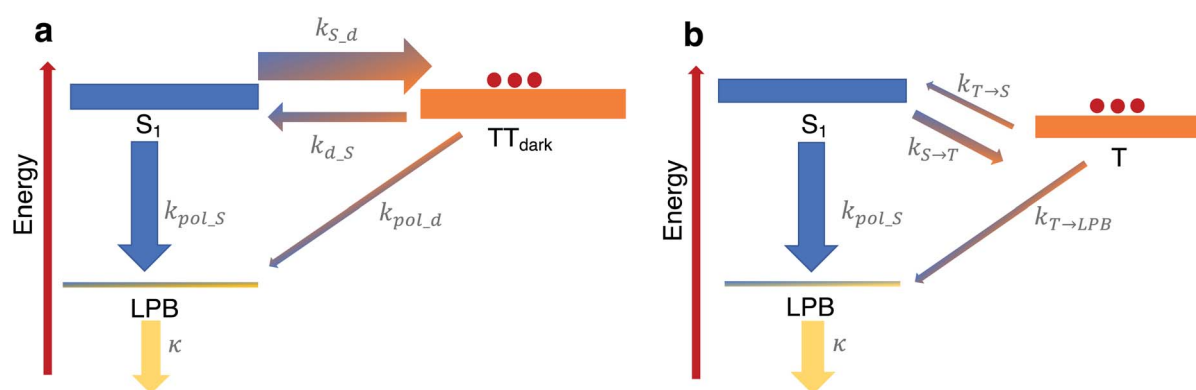 a
k_{S_d}
S₁
TT_{dark}
k_{d_S}
k_{pol_S}
k_{pol_d}
Energy
LPB
κ
b
k_{T→S}
S₁
k_{S→T}
T
k_{pol_S}
k_{T→LPB}
Energy
LPB
κ